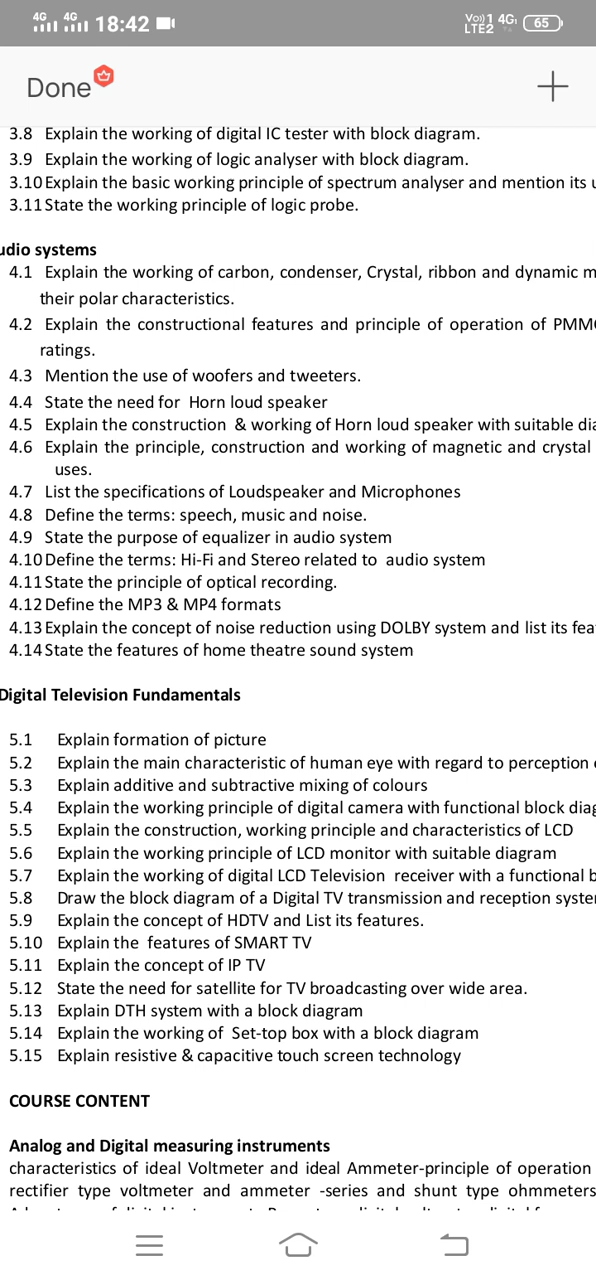 4G 4G 18:42 Vo))1 4G LTE2 65
Done
3.8 Explain the working of digital IC tester with block diagram.
3.9 Explain the working of logic analyser with block diagram.
3.10 Explain the basic working principle of spectrum analyser and mention its
3.11 State the working principle of logic probe.
udio systems
4.1 Explain the working of carbon, condenser, Crystal, ribbon and dynamic m
their polar characteristics.
4.2 Explain the constructional features and principle of operation of PMM
ratings.
4.3 Mention the use of woofers and tweeters.
4.4 State the need for Horn loud speaker
4.5 Explain the construction & working of Horn loud speaker with suitable dia
4.6 Explain the principle, construction and working of magnetic and crystal
uses.
4.7 List the specifications of Loudspeaker and Microphones
4.8 Define the terms: speech, music and noise.
4.9 State the purpose of equalizer in audio system
4.10 Define the terms: Hi-Fi and Stereo related to audio system
4.11 State the principle of optical recording.
4.12 Define the MP3 & MP4 formats
4.13 Explain the concept of noise reduction using DOLBY system and list its fea
4.14 State the features of home theatre sound system
Digital Television Fundamentals
5.1 Explain formation of picture
5.2 Explain the main characteristic of human eye with regard to perception
5.3 Explain additive and subtractive mixing of colours
5.4 Explain the working principle of digital camera with functional block diag
5.5 Explain the construction, working principle and characteristics of LCD
5.6 Explain the working principle of LCD monitor with suitable diagram
5.7 Explain the working of digital LCD Television receiver with a functional b
5.8 Draw the block diagram of a Digital TV transmission and reception syste
5.9 Explain the concept of HDTV and List its features.
5.10 Explain the features of SMART TV
5.11 Explain the concept of IP TV
5.12 State the need for satellite for TV broadcasting over wide area.
5.13 Explain DTH system with a block diagram
5.14 Explain the working of Set-top box with a block diagram
5.15 Explain resistive & capacitive touch screen technology
COURSE CONTENT
Analog and Digital measuring instruments
characteristics of ideal Voltmeter and ideal Ammeter-principle of operation
rectifier type voltmeter and ammeter -series and shunt type ohmmeters